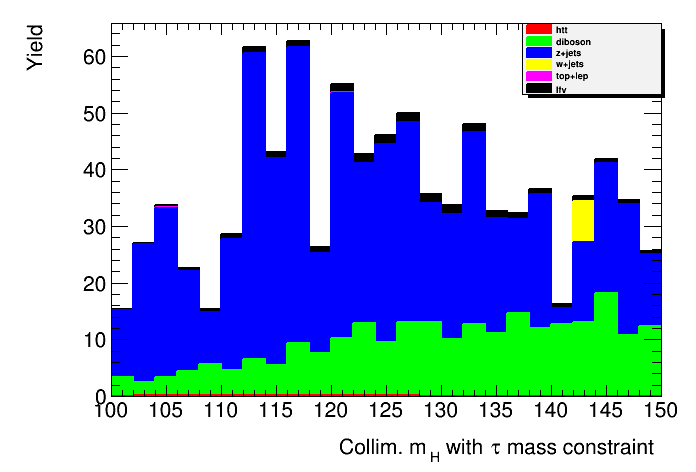 Yield
60
50
40
30
20
10
0
htt
diboson
z+jets
w+jets
top+lep
lfv
100 105 110 115 120 125 130 135 140 145 150
Collim. m_H with τ mass constraint